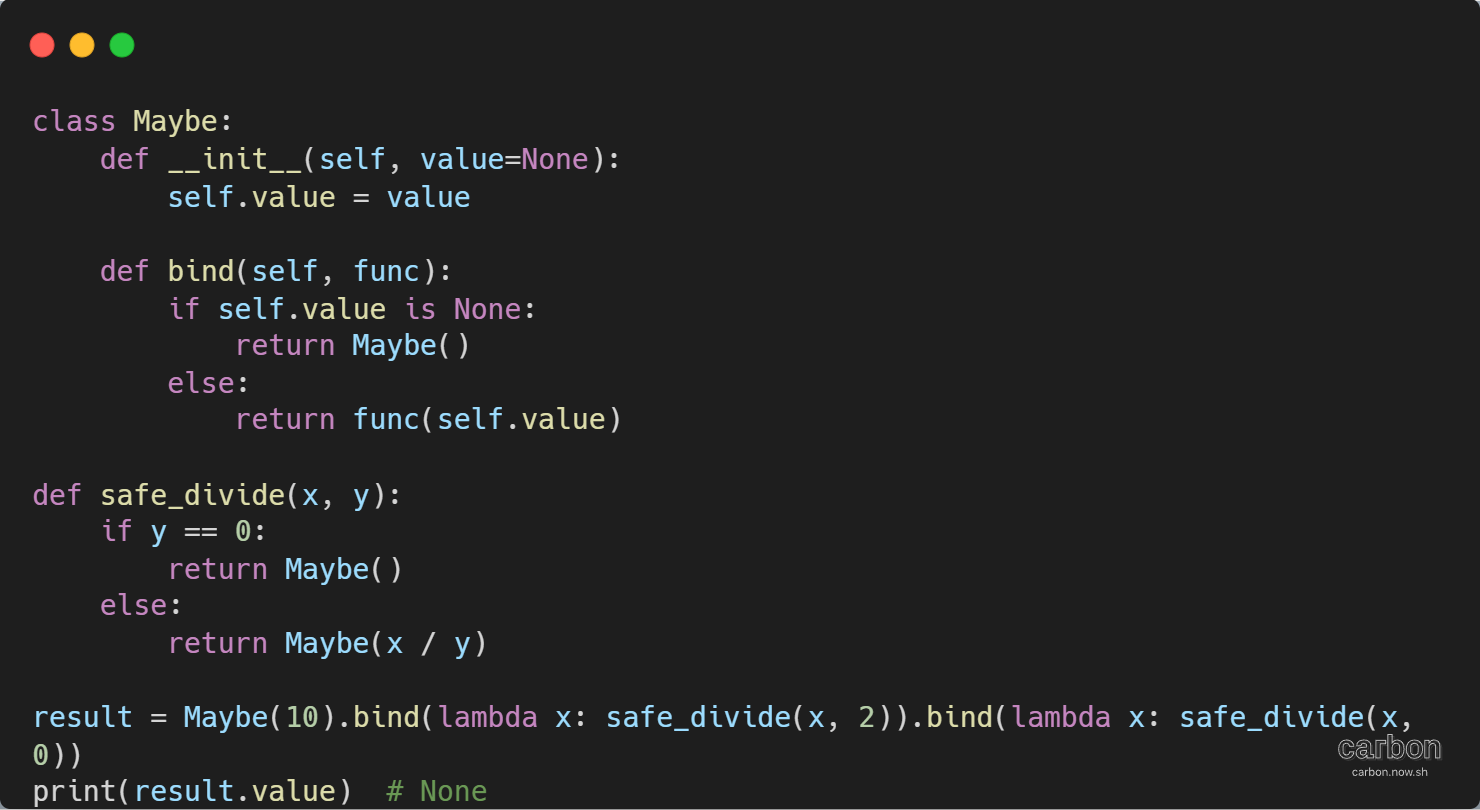 class Maybe:
    def __init__(self, value=None):
        self.value = value

    def bind(self, func):
        if self.value is None:
            return Maybe()
        else:
            return func(self.value)

def safe_divide(x, y):
    if y == 0:
        return Maybe()
    else:
        return Maybe(x / y)

result = Maybe(10).bind(lambda x: safe_divide(x, 2)).bind(lambda x: safe_divide(x,
0))
print(result.value)  # None
carbon
carbon.now.sh